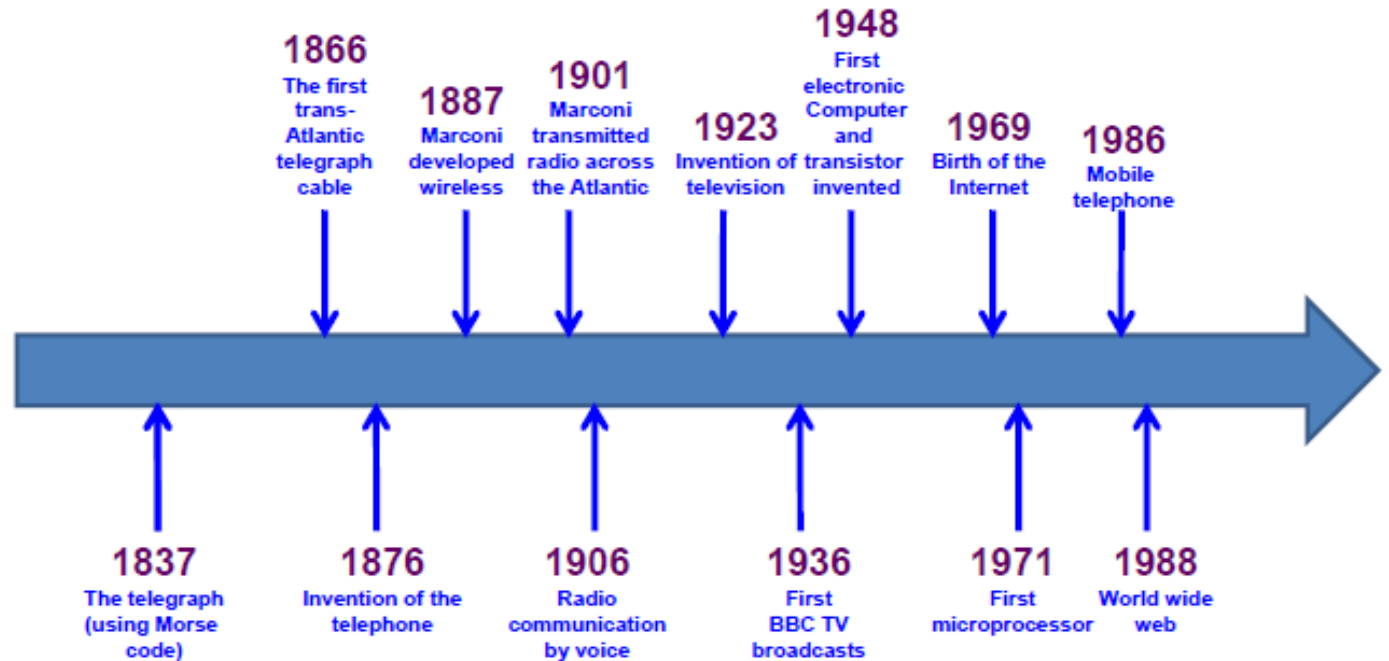 1866
The first
trans-
Atlantic
telegraph
cable
1887
Marconi
developed
wireless
1901
Marconi
transmitted
radio across
the Atlantic
1923
Invention of
television
1948
First
electronic
Computer
and
transistor
invented
1969
Birth of the
Internet
1986
Mobile
telephone
1837
The telegraph
(using Morse
code)
1876
Invention of the
telephone
1906
Radio
communication
by voice
1936
First
BBC TV
broadcasts
1971
First
microprocessor
1988
World wide
web